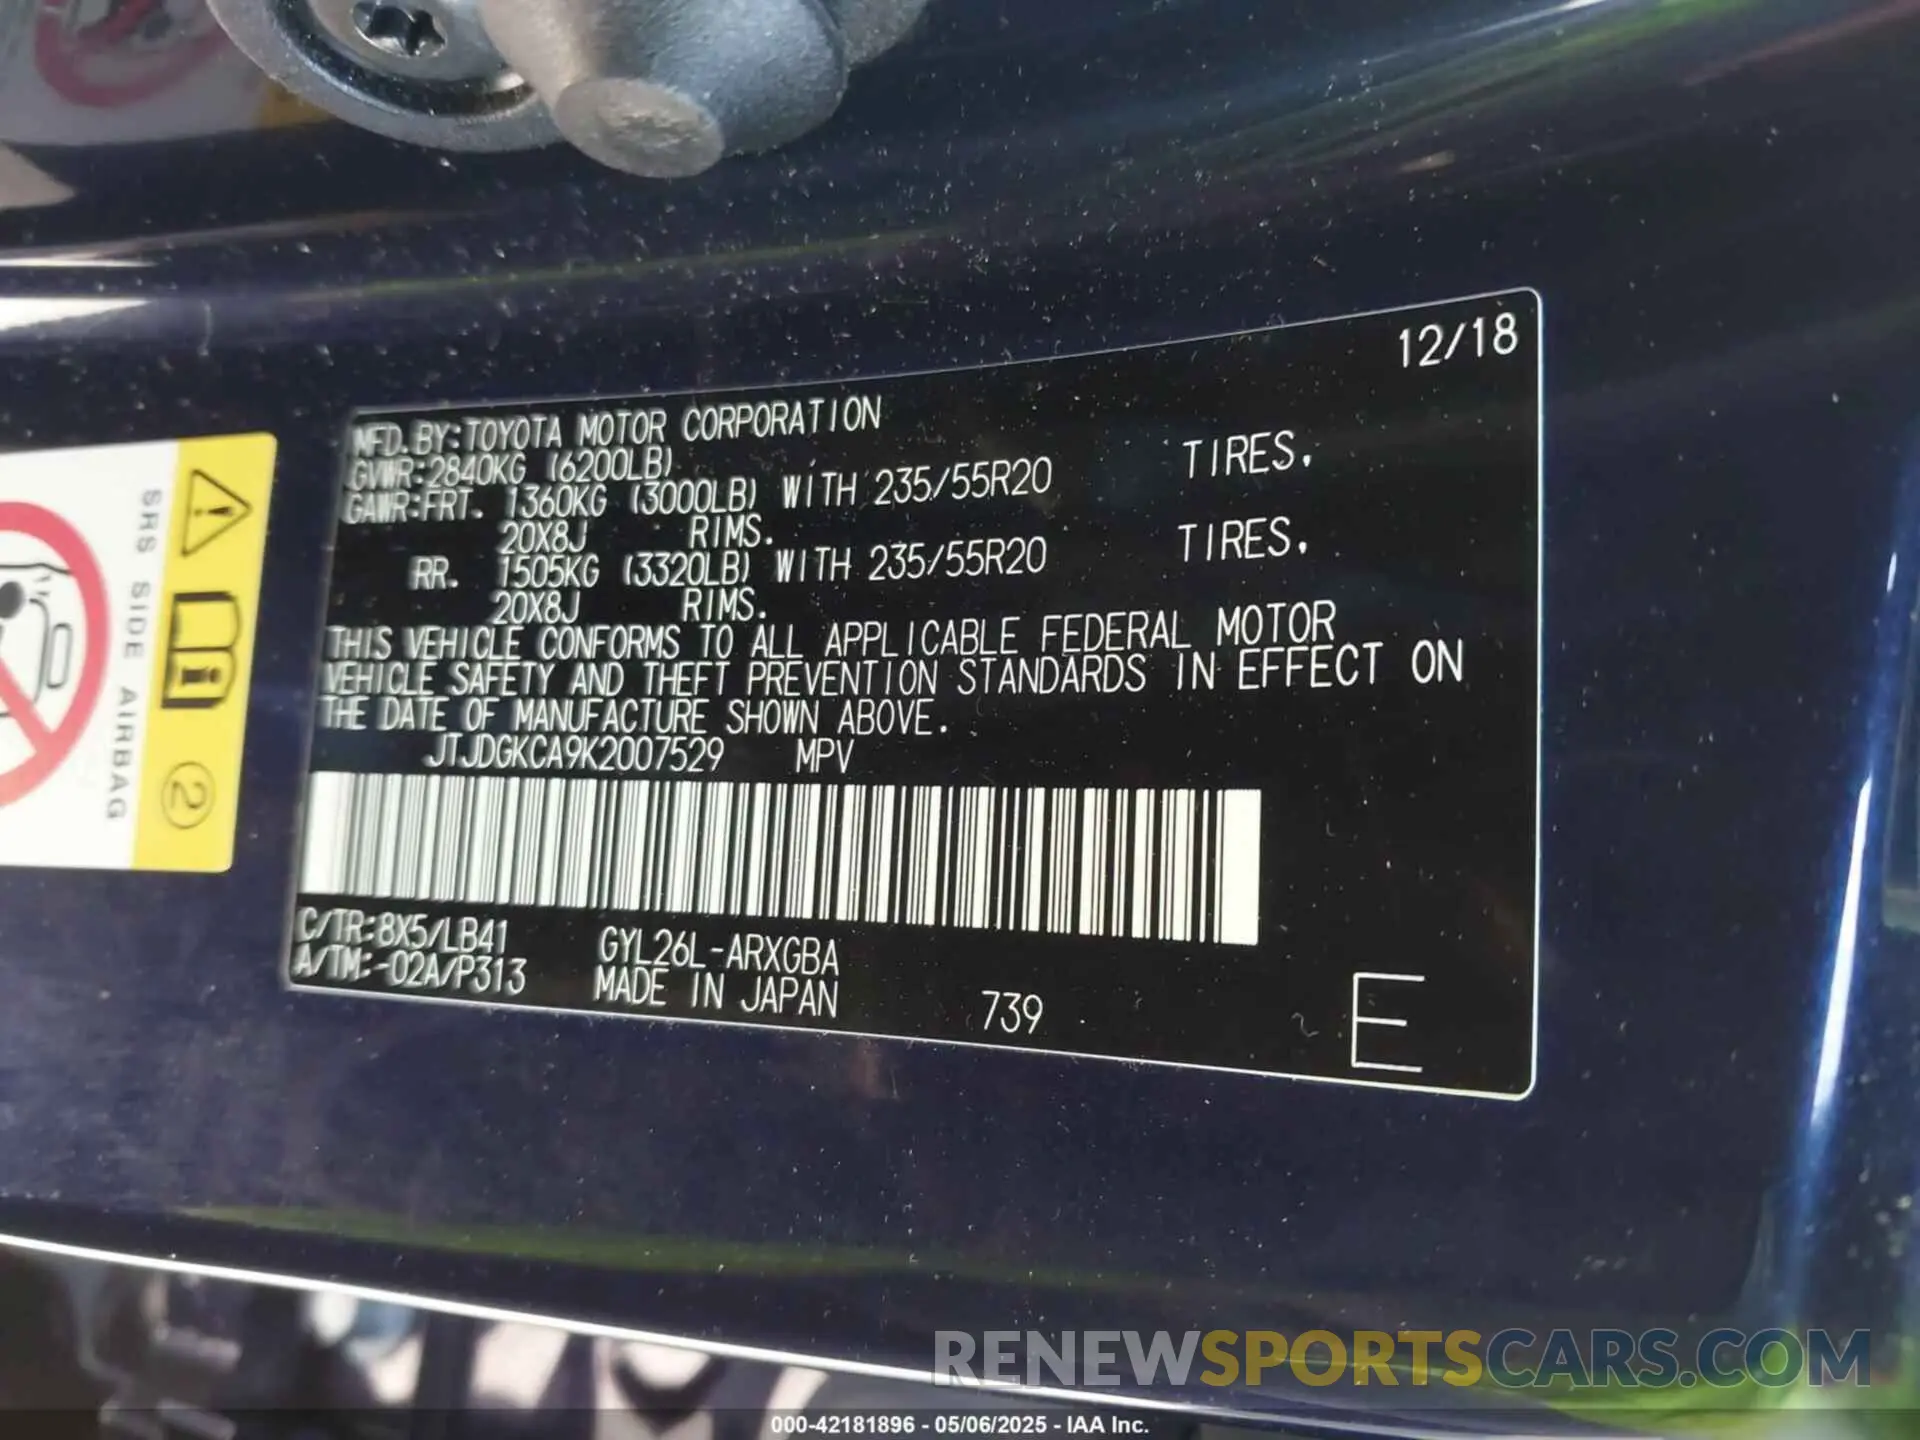 12/18
MFD.BY:TOYOTA MOTOR CORPORATION
GVWR:2840KG (6200LB)
GAWR:FRT. 1360KG (3000LB) WITH 235/55R20 TIRES,
20X8J RIMS.
RR. 1505KG (3320LB) WITH 235/55R20 TIRES,
20X8J RIMS.
THIS VEHICLE CONFORMS TO ALL APPLICABLE FEDERAL MOTOR
VEHICLE SAFETY AND THEFT PREVENTION STANDARDS IN EFFECT ON
THE DATE OF MANUFACTURE SHOWN ABOVE.
JTJDGKCA9K2007529 MPV
C/TR:8X5/LB41 GYL26L-ARXGBA
A/TM:-02A/P313 MADE IN JAPAN 739 E
SRS SIDE AIRBAG
2
RENEWSPORTSCARS.COM
000-42181896 - 05/06/2025 - IAA Inc.